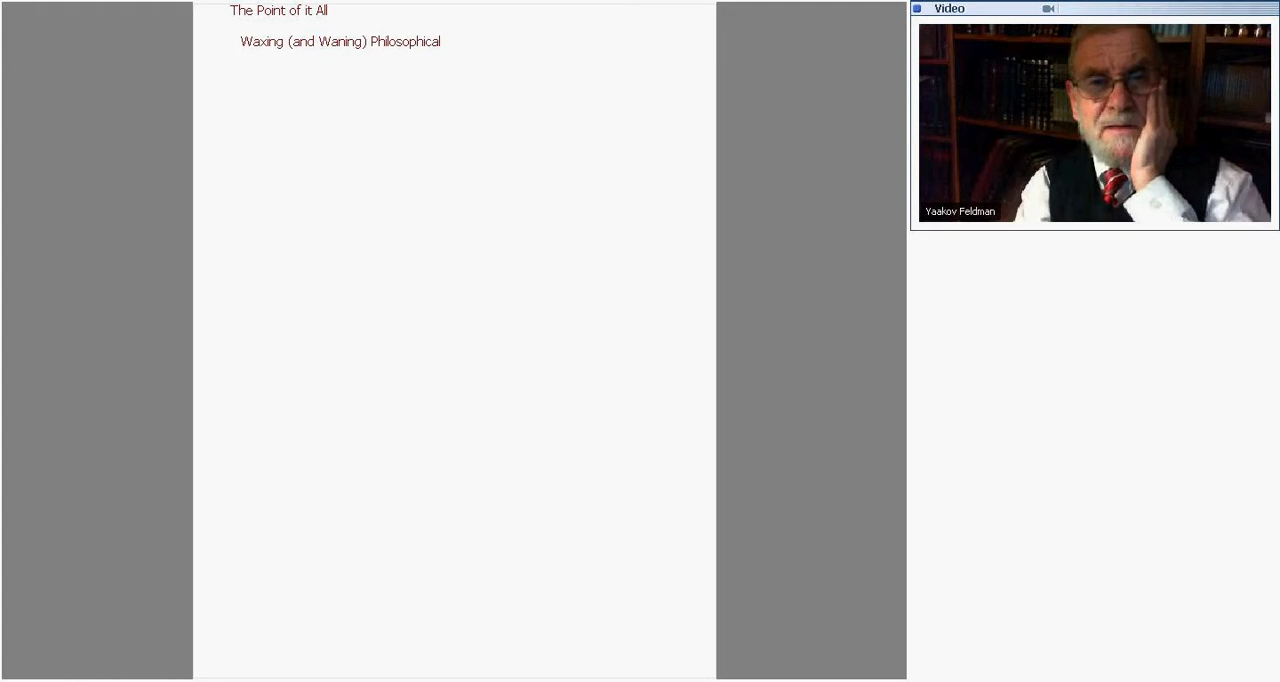 The Point of it All
Waxing (and Waning) Philosophical
Video
Yaakov Feldman